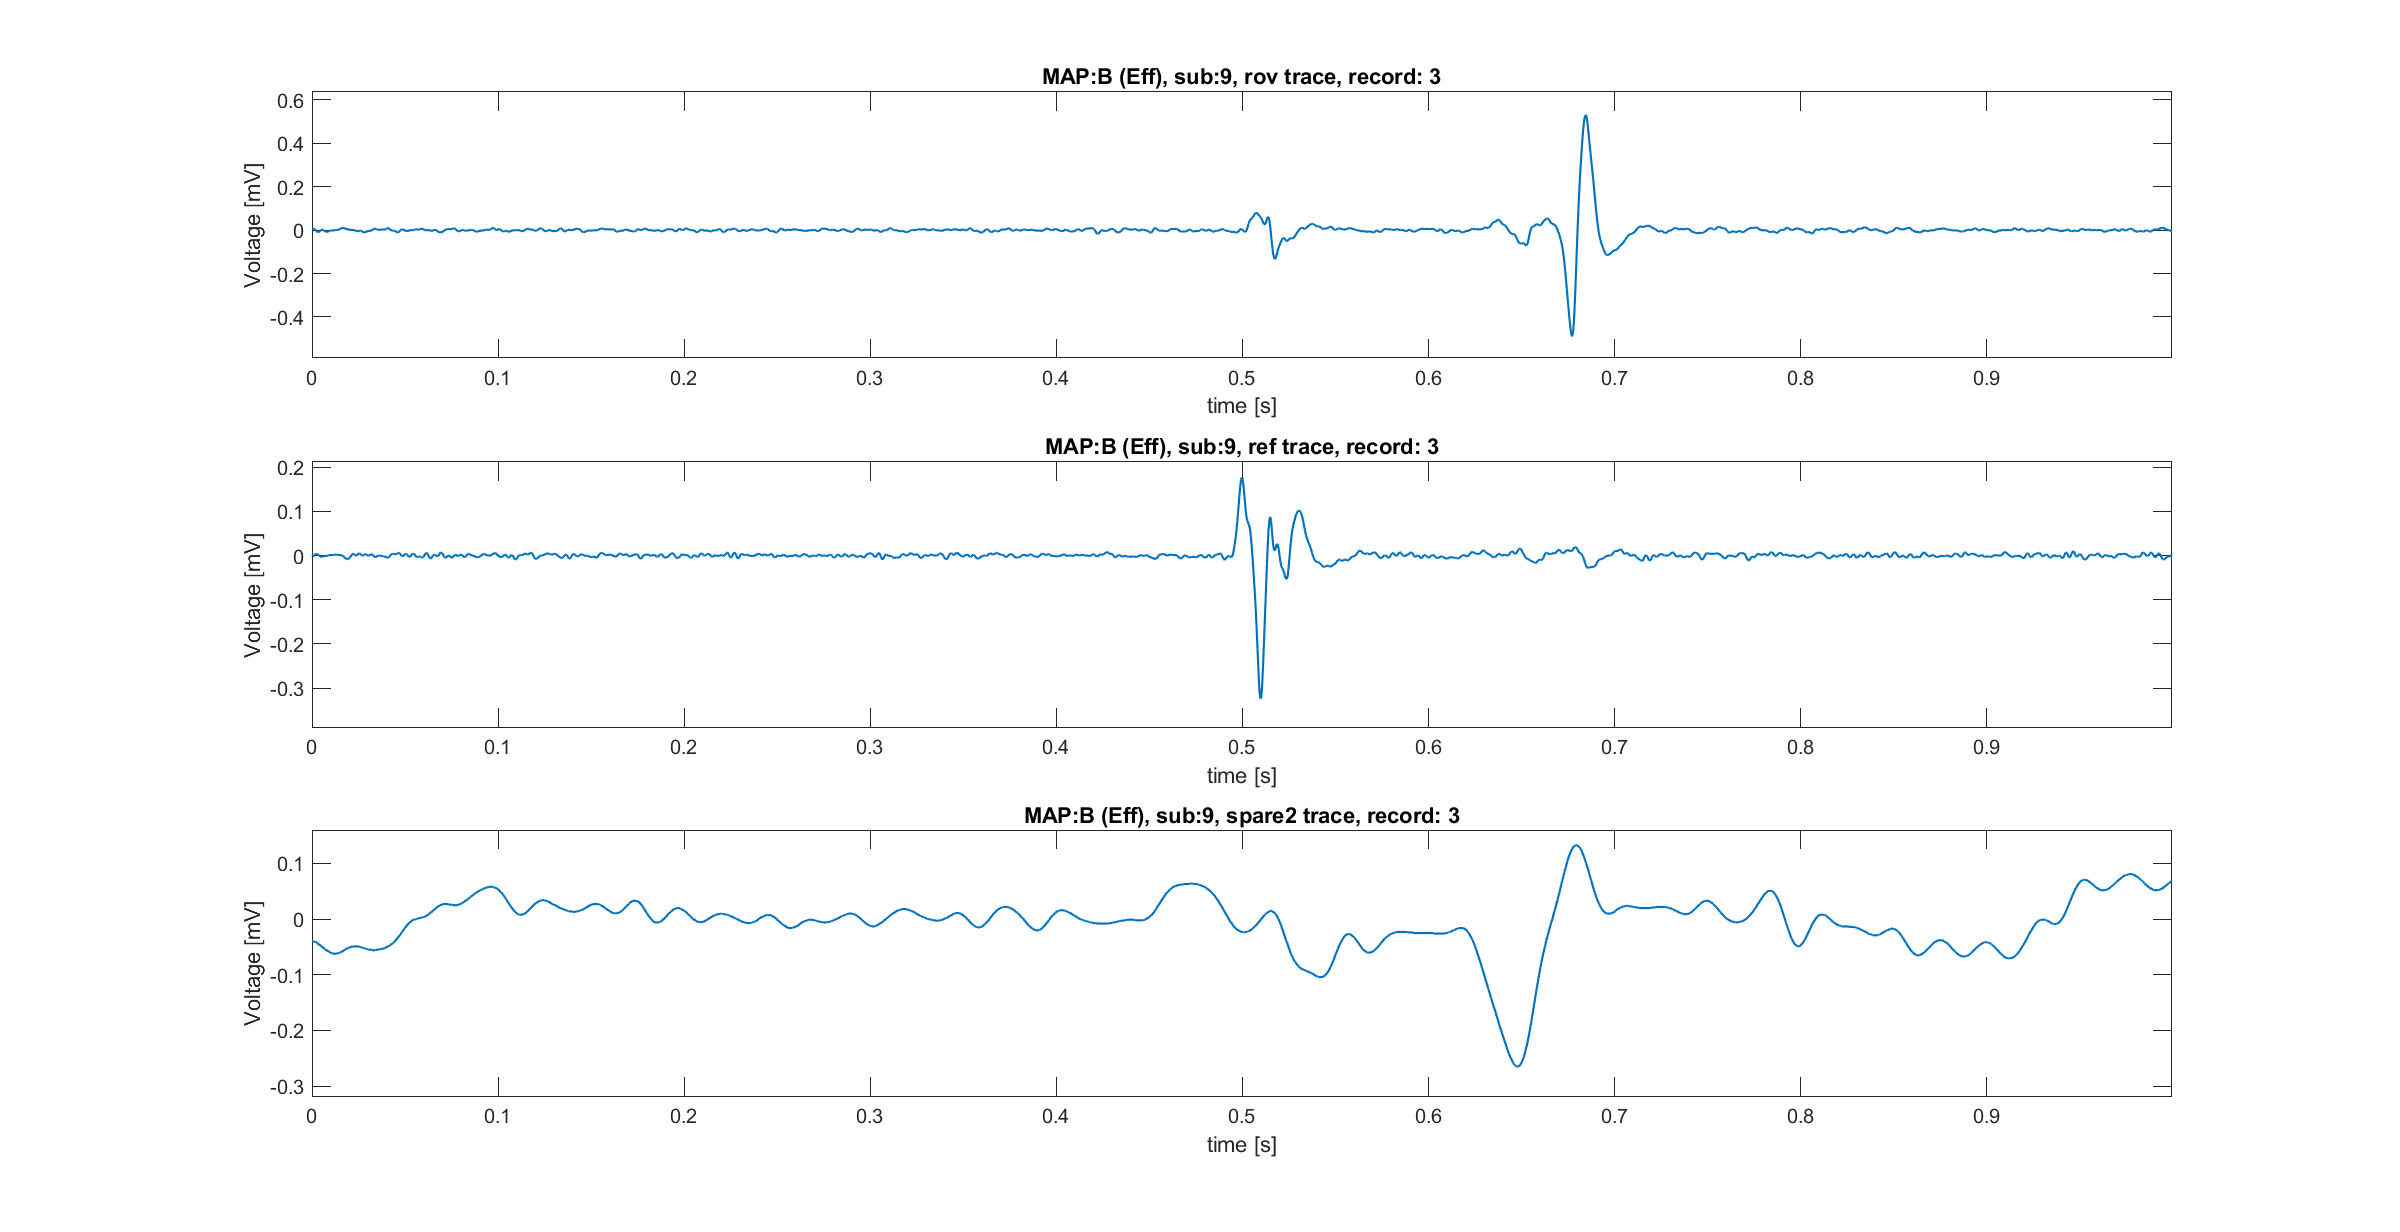 MAP:B (Eff), sub:9, rov trace, record: 3
0.6
0.4
0.2
0
-0.2
-0.4
Voltage [mV]
0 0.1 0.2 0.3 0.4 0.5 0.6 0.7 0.8 0.9
time [s]
MAP:B (Eff), sub:9, ref trace, record: 3
0.2
0.1
0
-0.1
-0.2
-0.3
Voltage [mV]
0 0.1 0.2 0.3 0.4 0.5 0.6 0.7 0.8 0.9
time [s]
MAP:B (Eff), sub:9, spare2 trace, record: 3
0.1
0
-0.1
-0.2
-0.3
Voltage [mV]
0 0.1 0.2 0.3 0.4 0.5 0.6 0.7 0.8 0.9
time [s]